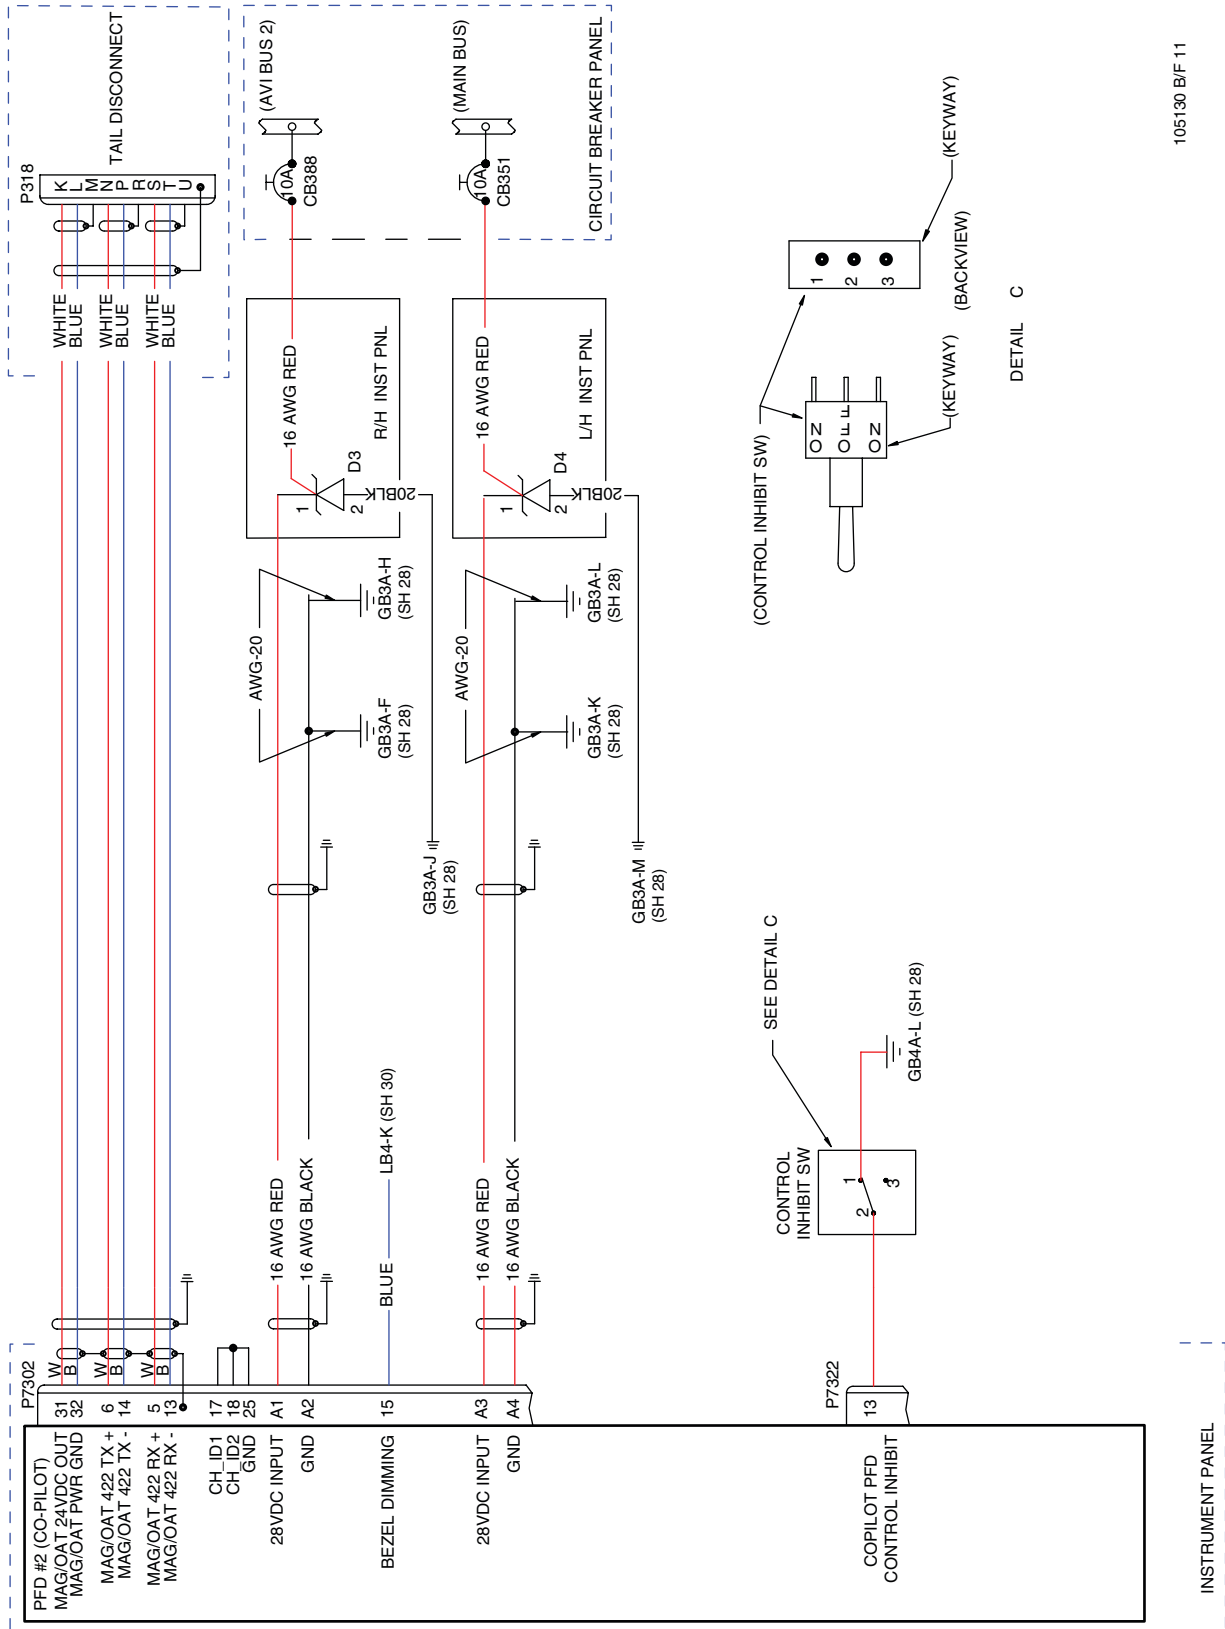 PFD #2 (CO-PILOT)
MAG/OAT 24VDC OUT
MAG/OAT PWR GND
MAG/OAT 422 TX +
MAG/OAT 422 TX -
MAG/OAT 422 RX +
MAG/OAT 422 RX -
CH_ID1
CH_ID2
GND
28VDC INPUT
GND
BEZEL DIMMING
28VDC INPUT
GND
COPILOT PFD
CONTROL INHIBIT
INSTRUMENT PANEL
P7302
31
32
6
14
5
13
17
18
25
A1
A2
15
A3
A4
P7322
13
W
B
W
B
W
B
16 AWG RED
16 AWG BLACK
BLUE
LB4-K (SH 30)
16 AWG RED
16 AWG BLACK
CONTROL
INHIBIT SW
1
2
3
SEE DETAIL C
GB4A-L (SH 28)
GB3A-J
(SH 28)
GB3A-M
(SH 28)
AWG-20
GB3A-F
(SH 28)
GB3A-H
(SH 28)
AWG-20
GB3A-K
(SH 28)
GB3A-L
(SH 28)
1
2
D3
20BLK
16 AWG RED
R/H INST PNL
1
2
D4
20BLK
16 AWG RED
L/H INST PNL
WHITE
BLUE
WHITE
BLUE
WHITE
BLUE
P318
K
L
M
N
P
R
S
T
U
TAIL DISCONNECT
10A
CB388
(AVI BUS 2)
10A
CB351
(MAIN BUS)
CIRCUIT BREAKER PANEL
(CONTROL INHIBIT SW)
ON
OFF
ON
(KEYWAY)
1
2
3
(BACKVIEW)
(KEYWAY)
DETAIL C
105130 B/F 11